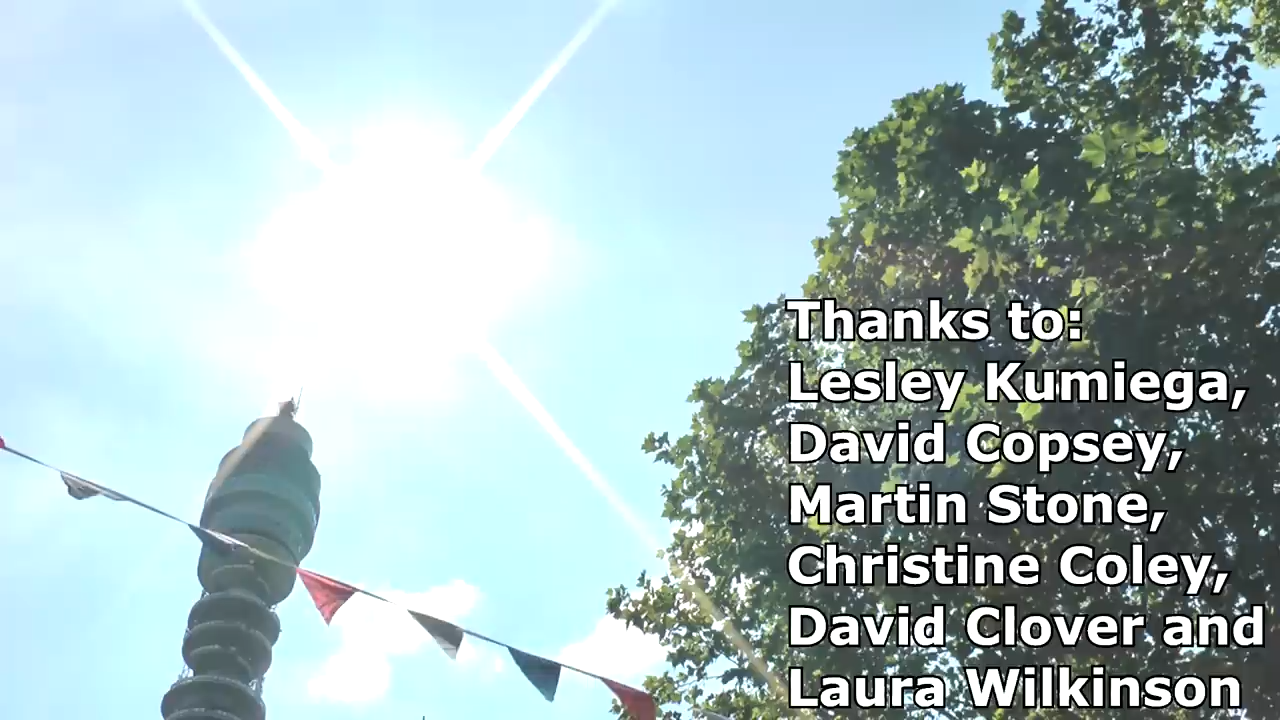 Thanks to:
Lesley Kumiega,
David Copsey,
Martin Stone,
Christine Coley,
David Clover and
Laura Wilkinson